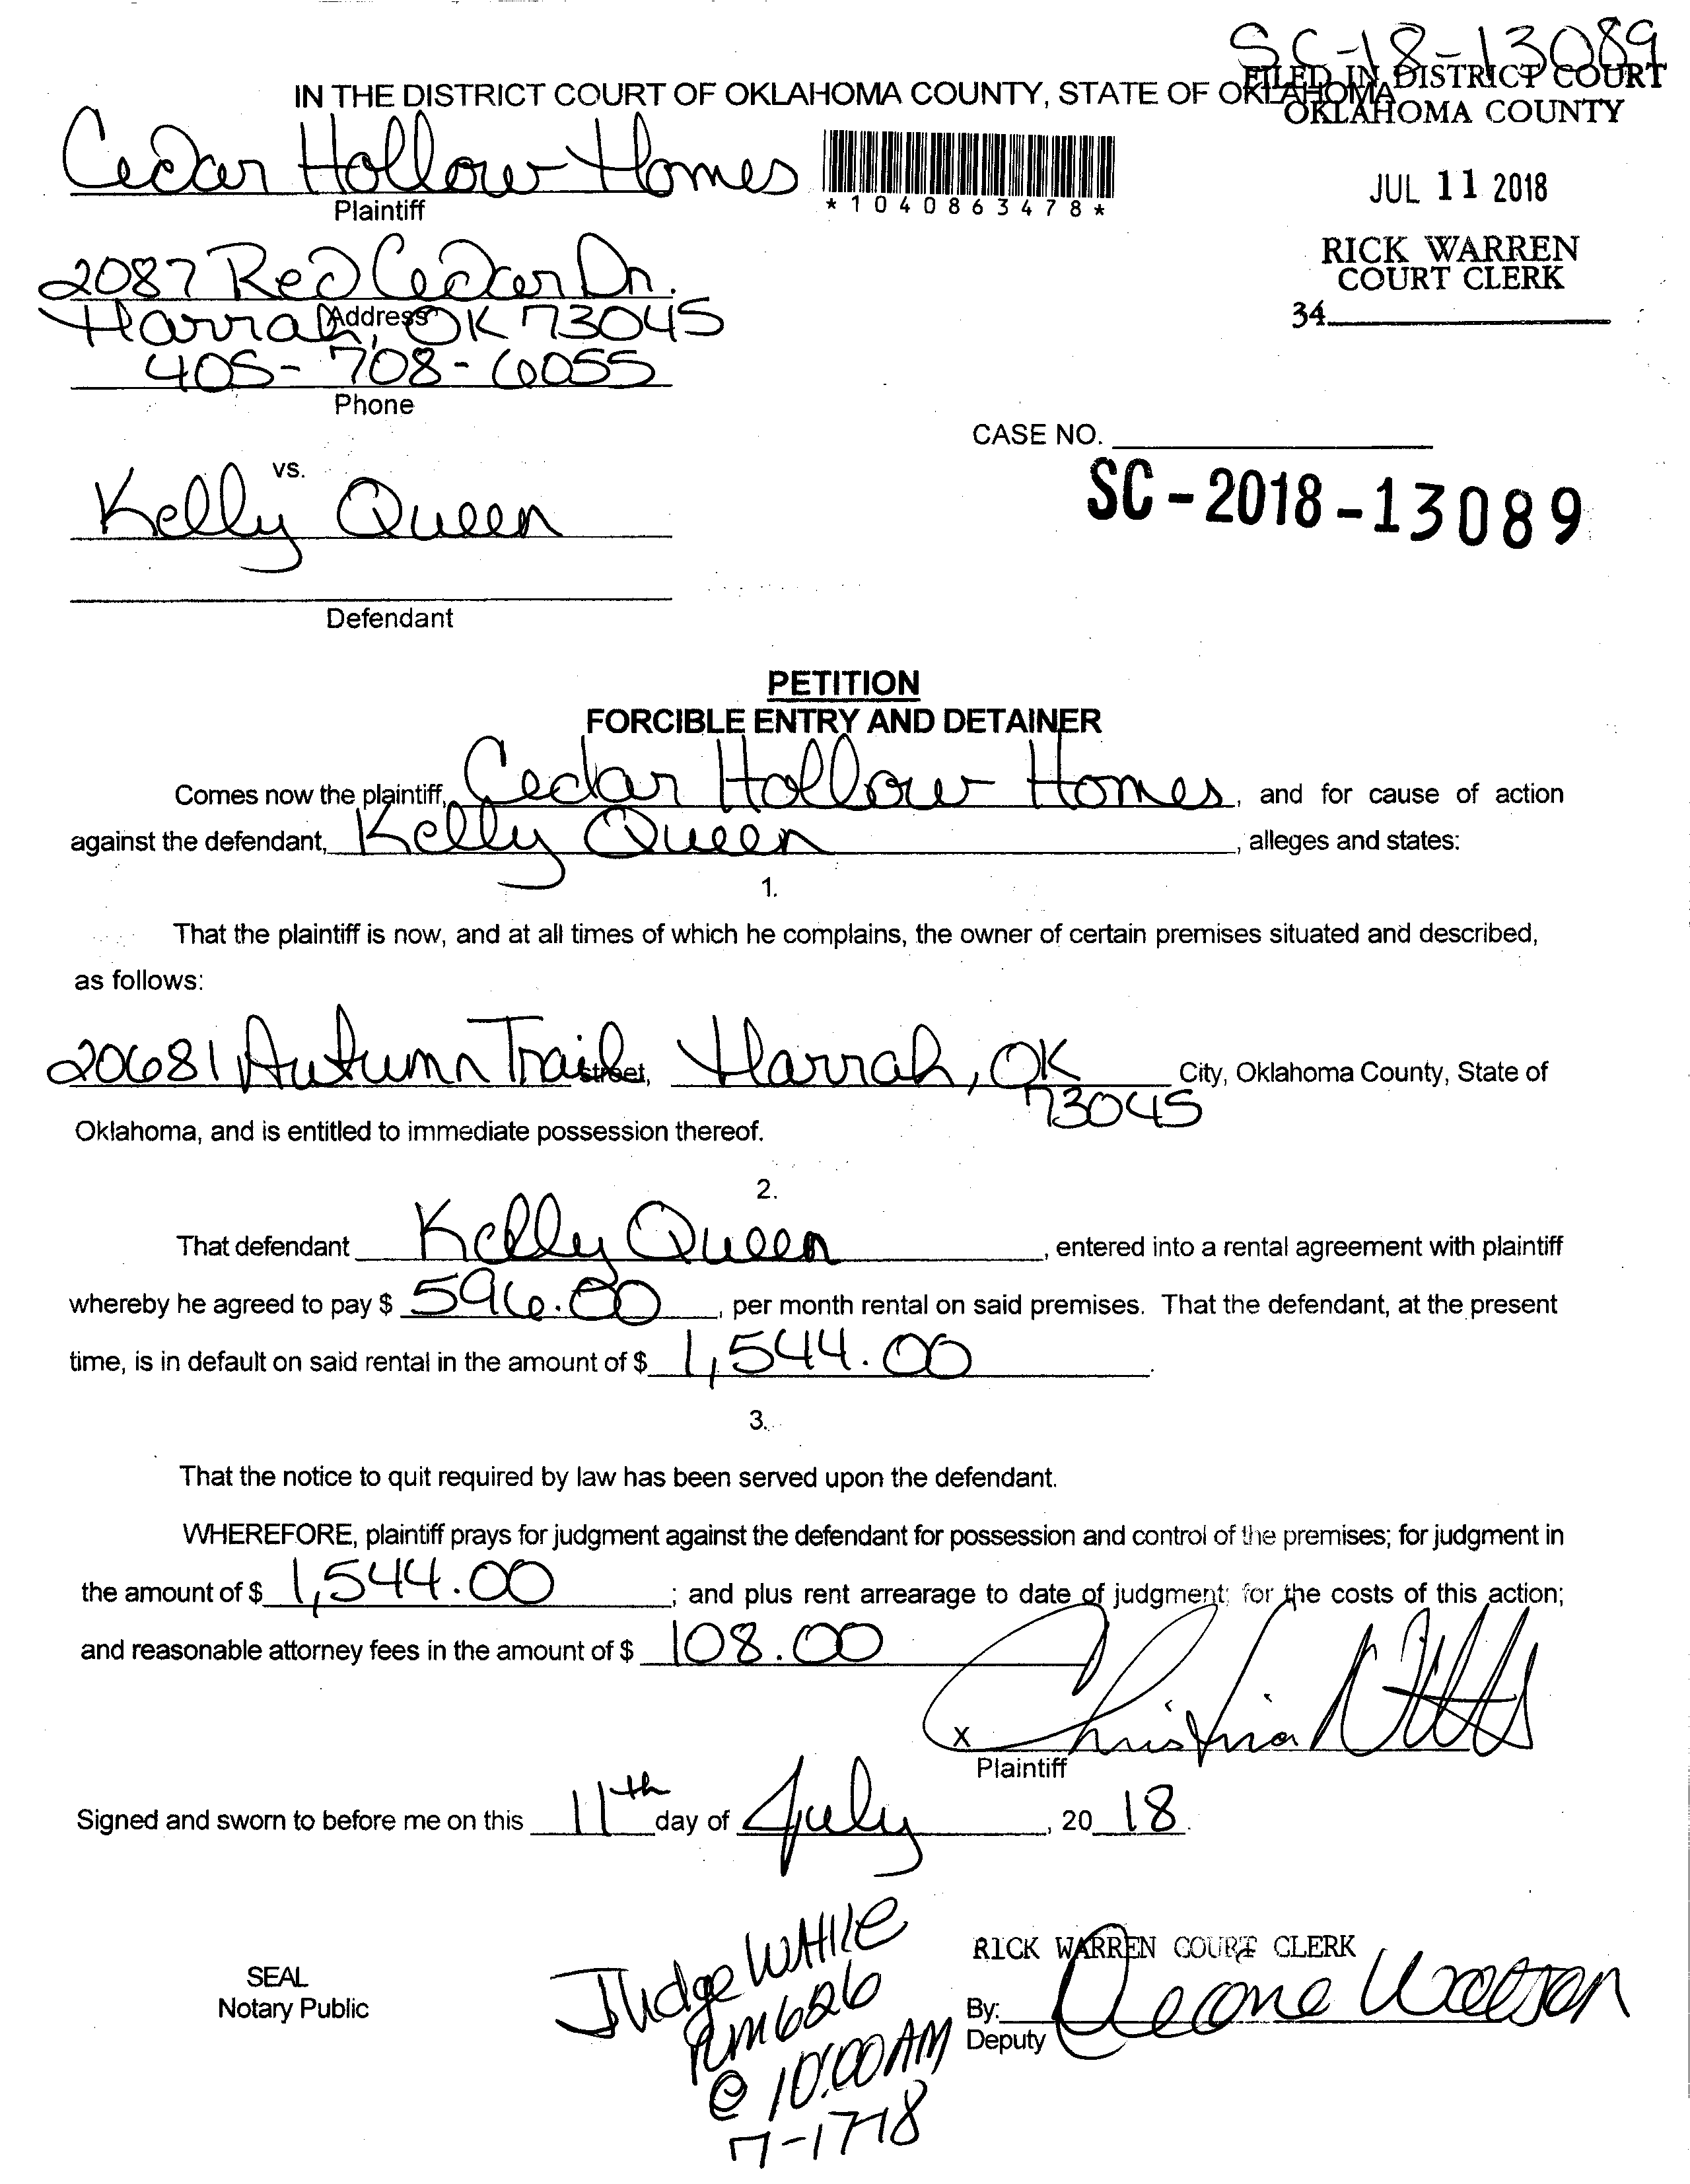 SC-18-13089
IN THE DISTRICT COURT OF OKLAHOMA COUNTY, STATE OF OKLAHOMA
FILED IN DISTRICT COURT
OKLAHOMA COUNTY
Cedar Hollow Homes
Plaintiff
*1040863478*
JUL 11 2018
RICK WARREN
COURT CLERK
34
2087 Red Cedar Dr.
Harrah, OK 73045
Address
405-708-6055
Phone
CASE NO.
SC-2018-13089
vs.
Kelly Queen
Defendant
PETITION
FORCIBLE ENTRY AND DETAINER
Comes now the plaintiff, Cedar Hollow Homes, and for cause of action
against the defendant, Kelly Queen, alleges and states:
1.
That the plaintiff is now, and at all times of which he complains, the owner of certain premises situated and described,
as follows:
20681 Autumn Trail street, Harrah, OK City, Oklahoma County, State of
73045
Oklahoma, and is entitled to immediate possession thereof.
2.
That defendant Kelly Queen, entered into a rental agreement with plaintiff
whereby he agreed to pay $ 596.00, per month rental on said premises. That the defendant, at the present
time, is in default on said rental in the amount of $ 1,544.00.
3.
That the notice to quit required by law has been served upon the defendant.
WHEREFORE, plaintiff prays for judgment against the defendant for possession and control of the premises; for judgment in
the amount of $ 1,544.00; and plus rent arrearage to date of judgment; for the costs of this action;
and reasonable attorney fees in the amount of $ 108.00
X Christina
Plaintiff
Signed and sworn to before me on this 11th day of July, 20 18.
SEAL
Notary Public
Judge
Rm 626
@ 10:00 AM
7-17-18
RICK WARREN COURT CLERK
By: Watson
Deputy